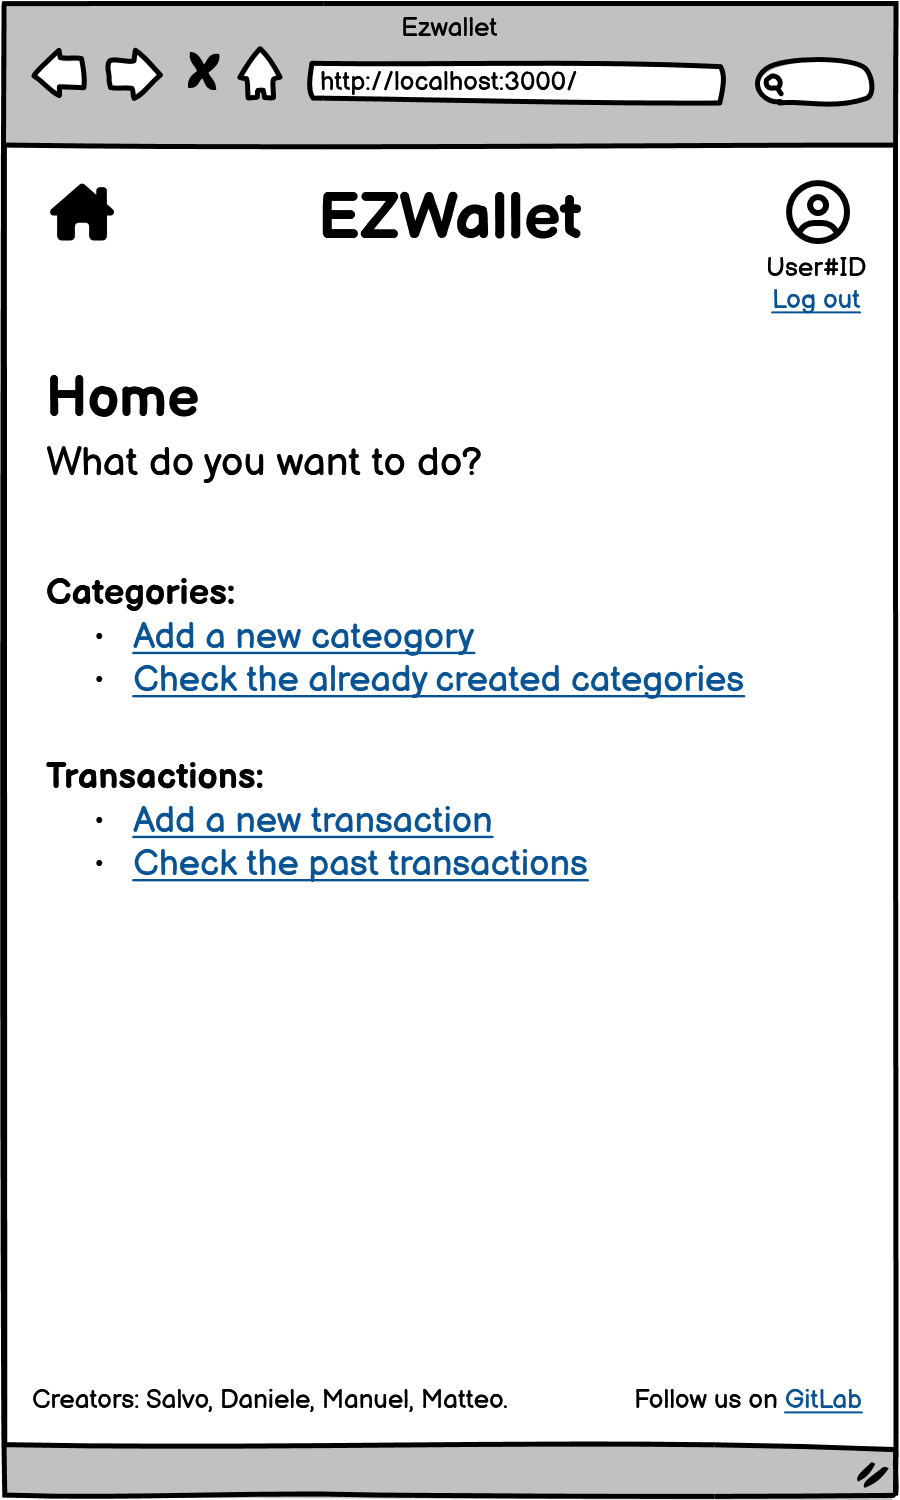 Ezwallet
http://localhost:3000/
EZWallet
User#ID
Log out
Home
What do you want to do?
Categories:
• Add a new cateogory
• Check the already created categories
Transactions:
• Add a new transaction
• Check the past transactions
Creators: Salvo, Daniele, Manuel, Matteo. Follow us on GitLab